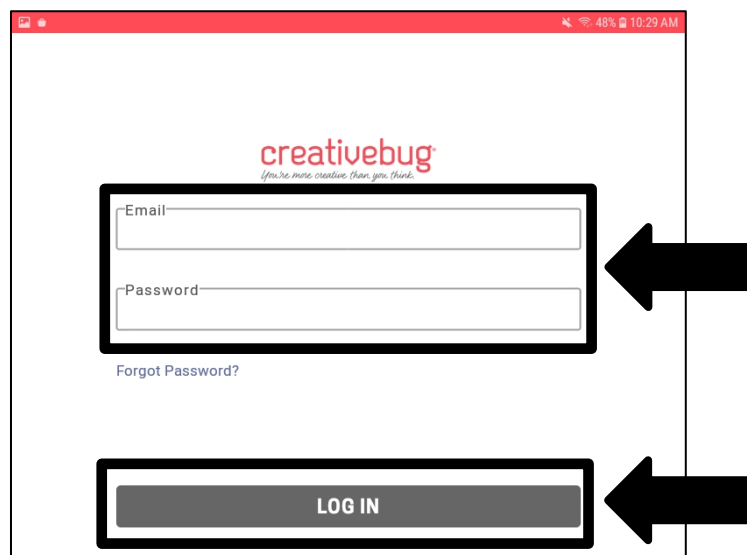 48% 10:29 AM
creativebug
You're more creative than you think.
Email
Password
Forgot Password?
LOG IN